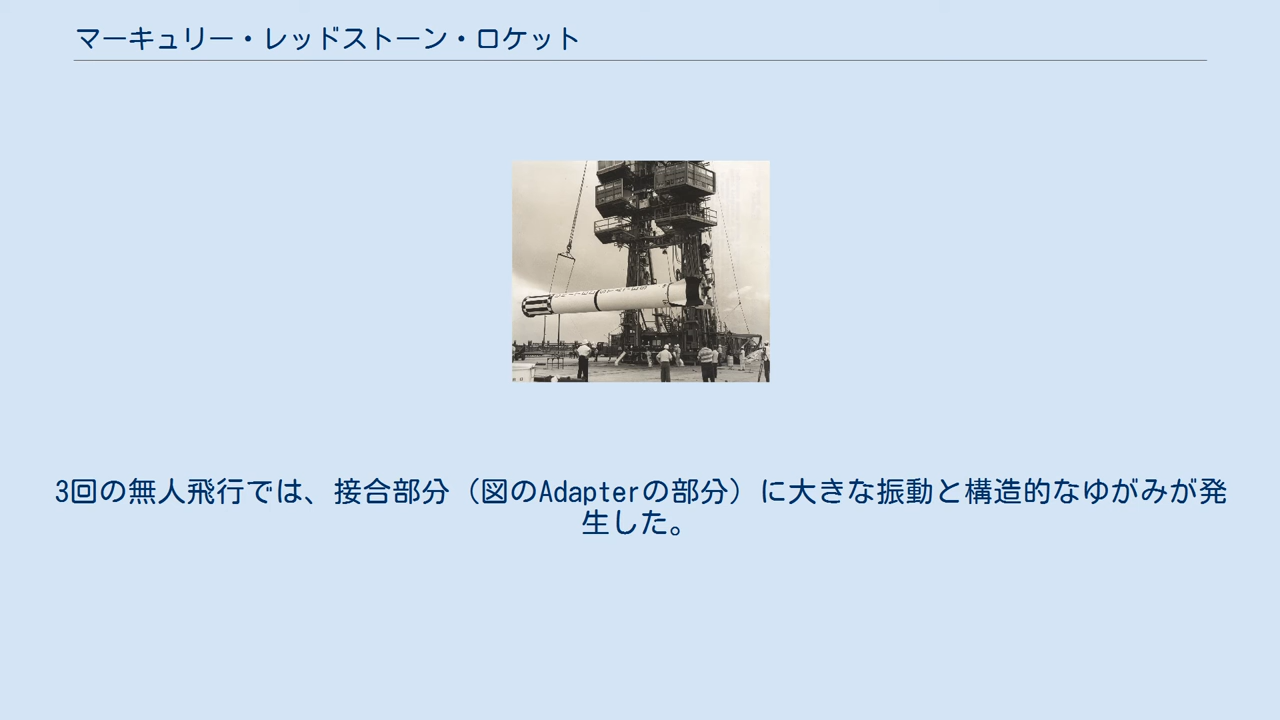 マーキュリー・レッドストーン・ロケット
3回の無人飛行では、接合部分（図のAdapterの部分）に大きな振動と構造的なゆがみが発
生した。